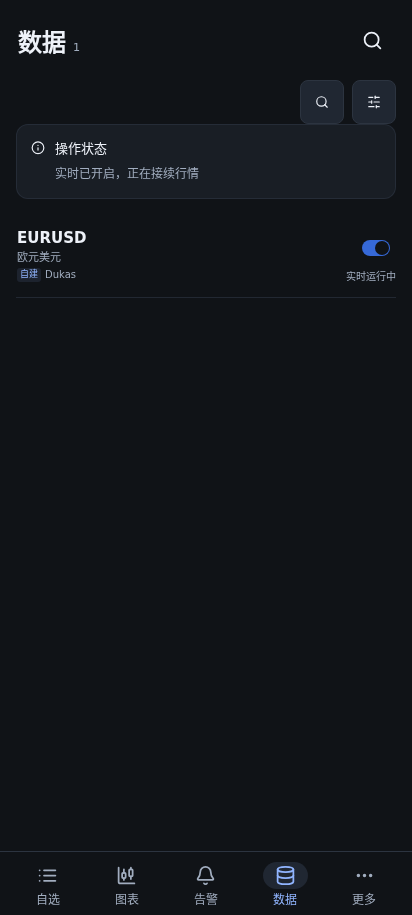 数据 1
操作状态
实时已开启，正在接续行情
EURUSD
欧元美元
自建 Dukas
实时运行中
自选 图表 告警 数据 更多